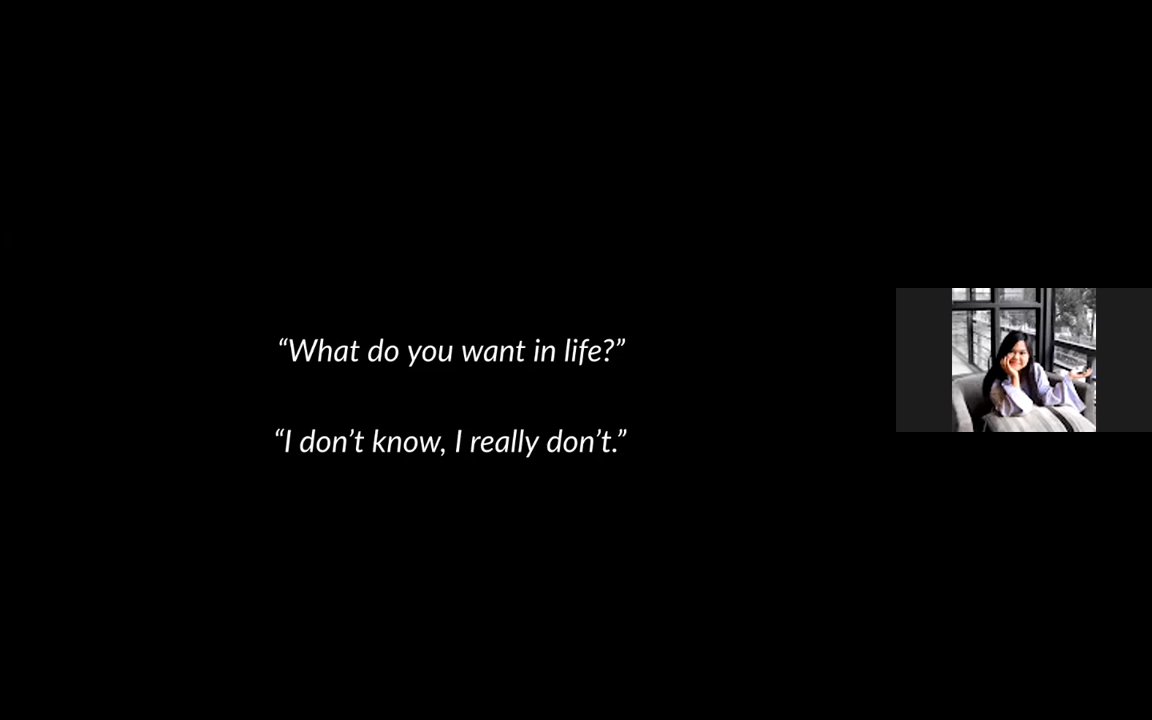 “What do you want in life?”
“I don’t know, I really don’t.”